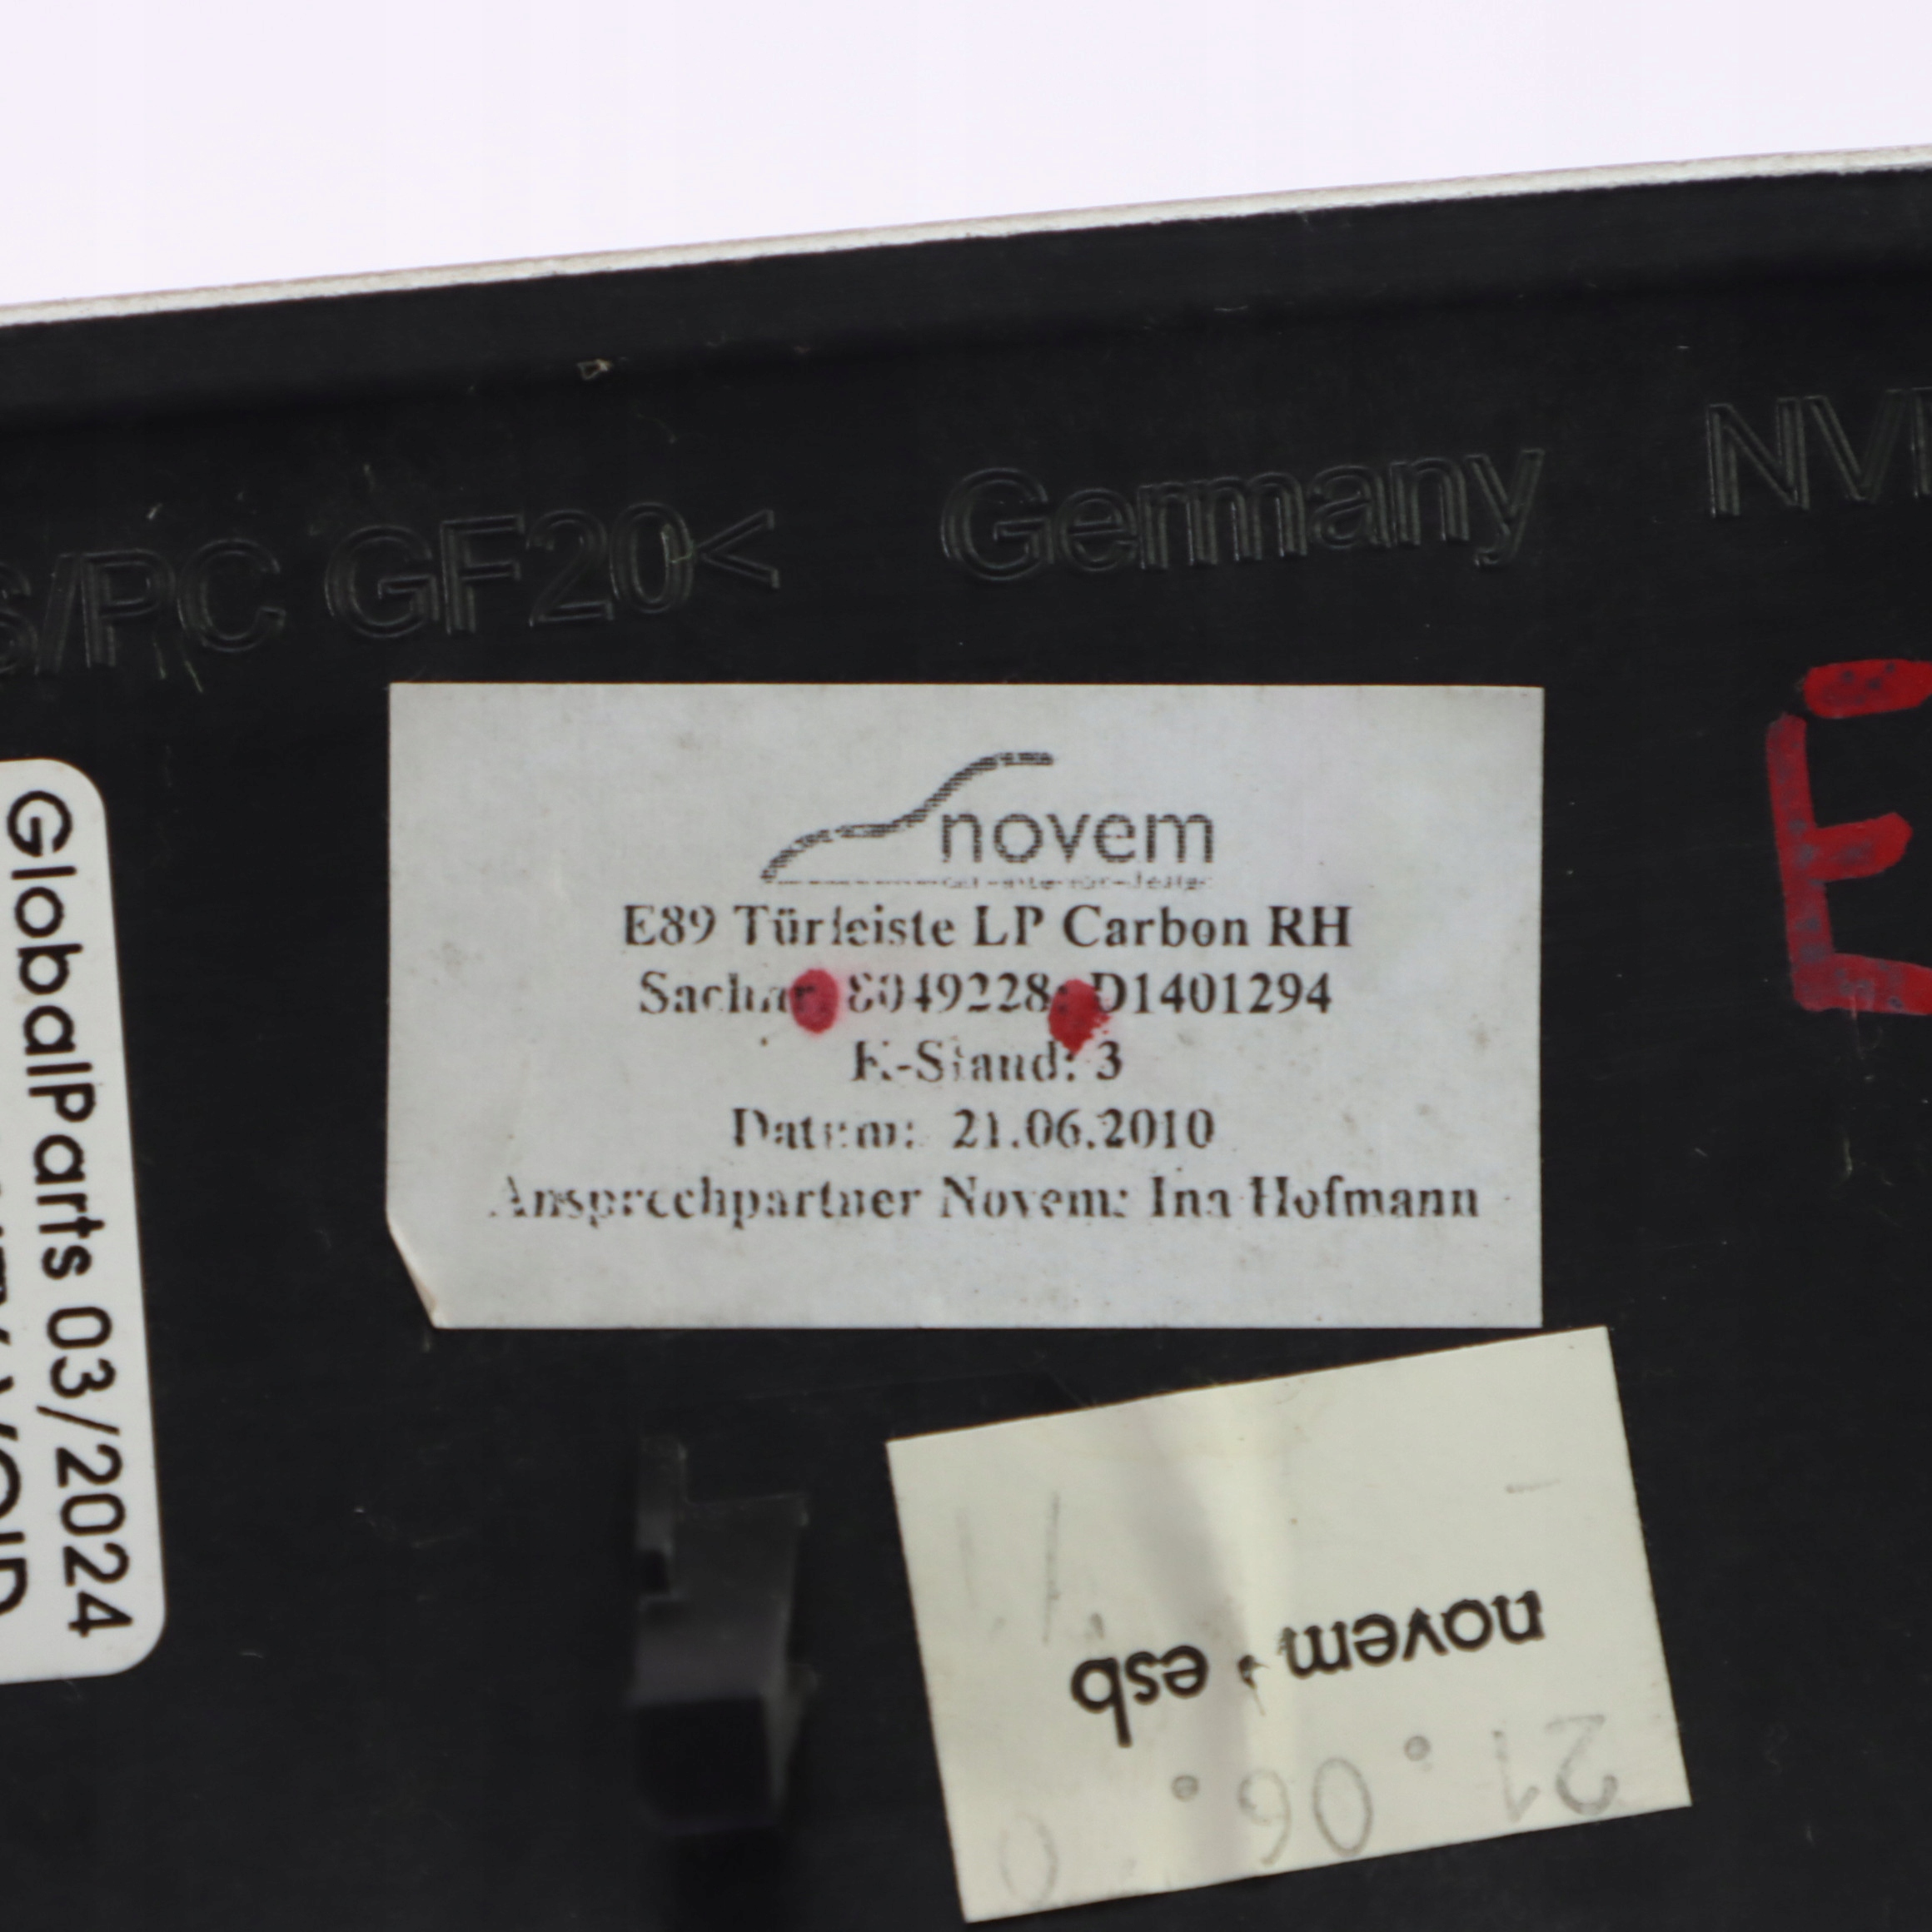 S/PC GF20< Germany
novem
E89 Türleiste LP Carbon RH
Sachnr. 8049228; D1401294
K-Stand: 3
Datum: 21.06.2010
Ansprechpartner Novem: Ina Hofmann
E
GlobalParts 03/2024
novem . esb
21.06.